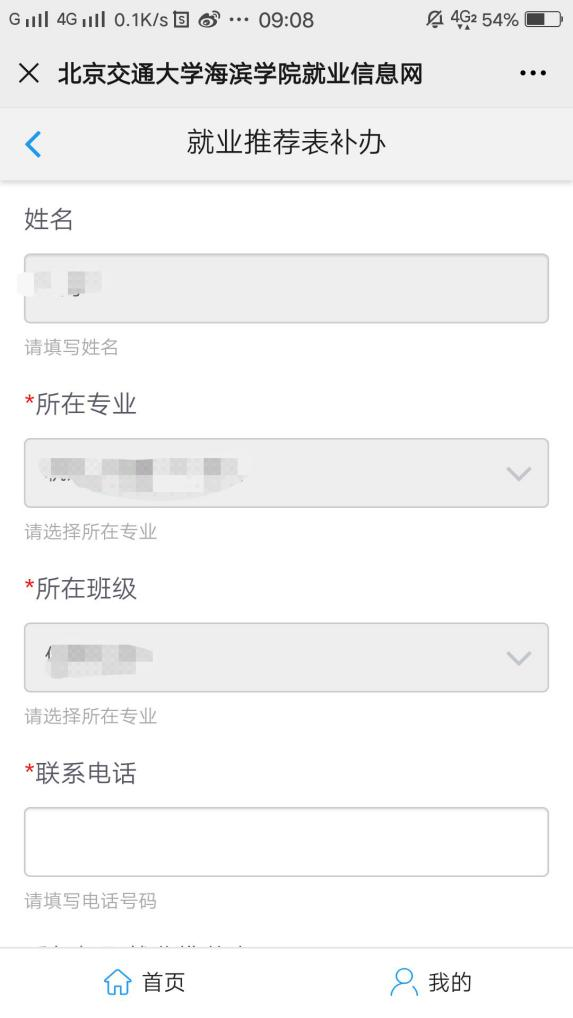 G 4G 0.1K/s ··· 09:08 4G2 54%
北京交通大学海滨学院就业信息网 ···
就业推荐表补办
姓名
请填写姓名
*所在专业
请选择所在专业
*所在班级
请选择所在专业
*联系电话
请填写电话号码
首页 我的